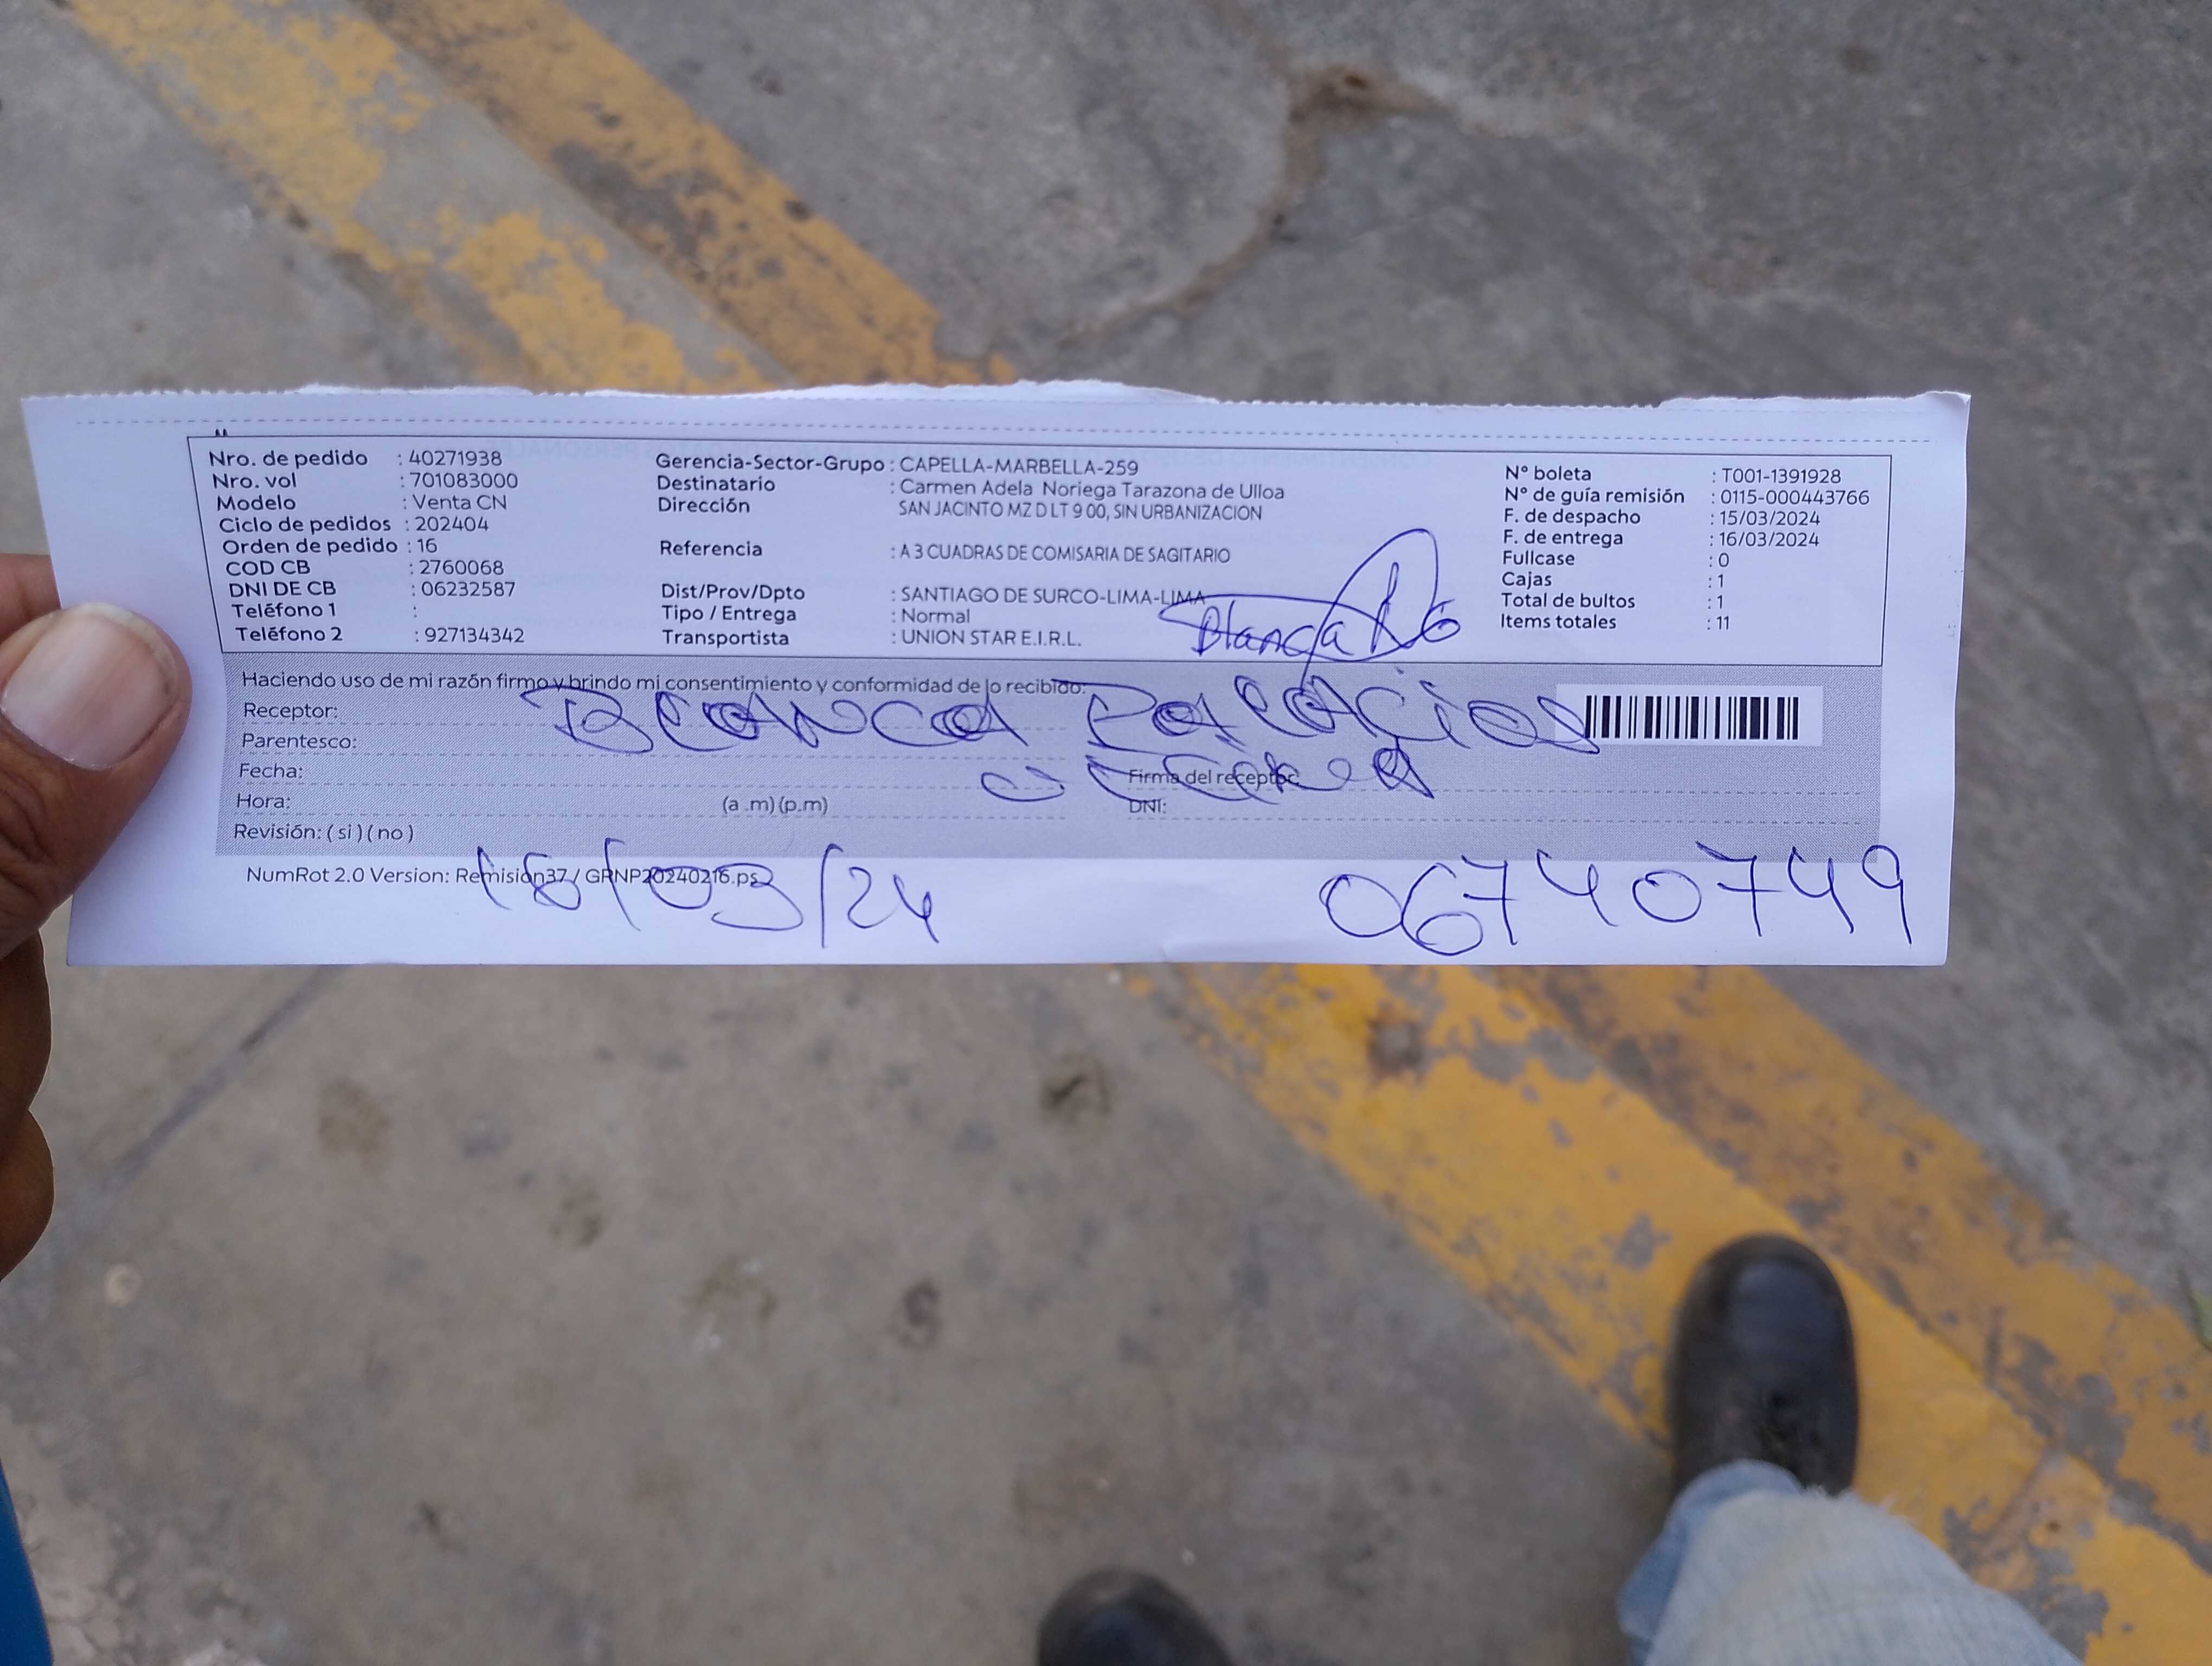 Nro. de pedido : 40271938
Nro. vol : 701083000
Modelo : Venta CN
Ciclo de pedidos : 202404
Orden de pedido : 16
COD CB : 2760068
DNI DE CB : 06232587
Teléfono 1 :
Teléfono 2 : 927134342
Gerencia-Sector-Grupo : CAPELLA-MARBELLA-259
Destinatario : Carmen Adela Noriega Tarazona de Ulloa
Dirección SAN JACINTO MZ D LT 9 00, SIN URBANIZACION
Referencia : A 3 CUADRAS DE COMISARIA DE SAGITARIO
Dist/Prov/Dpto : SANTIAGO DE SURCO-LIMA-LIMA
Tipo / Entrega : Normal
Transportista : UNION STAR E.I.R.L.
N° boleta : T001-1391928
N° de guía remisión : 0115-000443766
F. de despacho : 15/03/2024
F. de entrega : 16/03/2024
Fullcase : 0
Cajas : 1
Total de bultos : 1
Items totales : 11
Blanca
Haciendo uso de mi razón firmo y brindo mi consentimiento y conformidad de lo recibido:
Receptor: BLANCA PALACIOS
Parentesco:
Fecha:
Firma del receptor
Hora: (a .m) (p.m)
DNI:
Revisión: ( si ) ( no )
NumRot 2.0 Version: Remision37 / GRNP20240216.ps
16/03/24
06740749